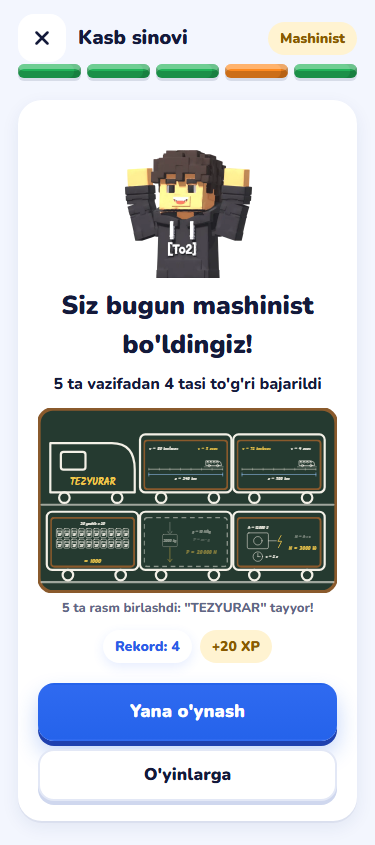 Kasb sinovi
Mashinist
[To2]
Siz bugun mashinist
bo'ldingiz!
5 ta vazifadan 4 tasi to'g'ri bajarildi
TEZYURAR
= 1000
5 ta rasm birlashdi: "TEZYURAR" tayyor!
Rekord: 4
+20 XP
Yana o'ynash
O'yinlarga